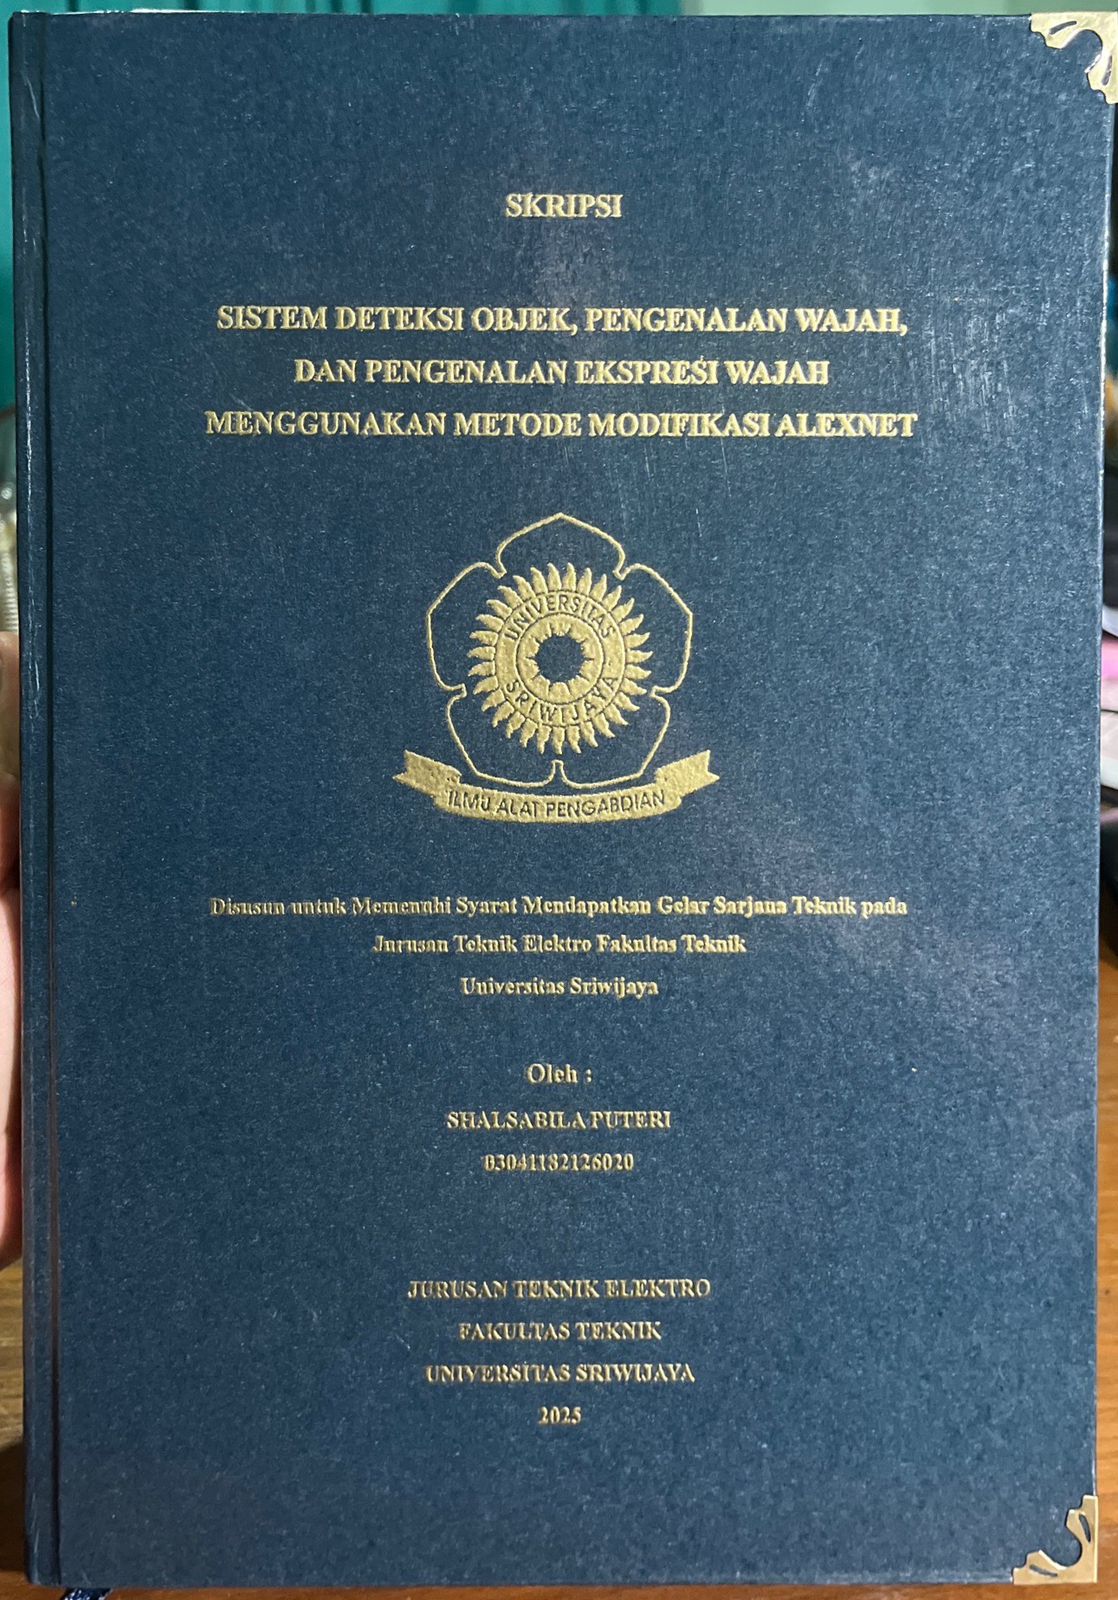 SKRIPSI
SISTEM DETEKSI OBJEK, PENGENALAN WAJAH,
DAN PENGENALAN EKSPRESI WAJAH
MENGGUNAKAN METODE MODIFIKASI ALEXNET
UNIVERSITAS
SRIWIJAYA
ILMU ALAT PENGABDIAN
Disusun untuk Memenuhi Syarat Mendapatkan Gelar Sarjana Teknik pada
Jurusan Teknik Elektro Fakultas Teknik
Universitas Sriwijaya
Oleh :
SHALSABILA PUTERI
03041182126020
JURUSAN TEKNIK ELEKTRO
FAKULTAS TEKNIK
UNIVERSITAS SRIWIJAYA
2025